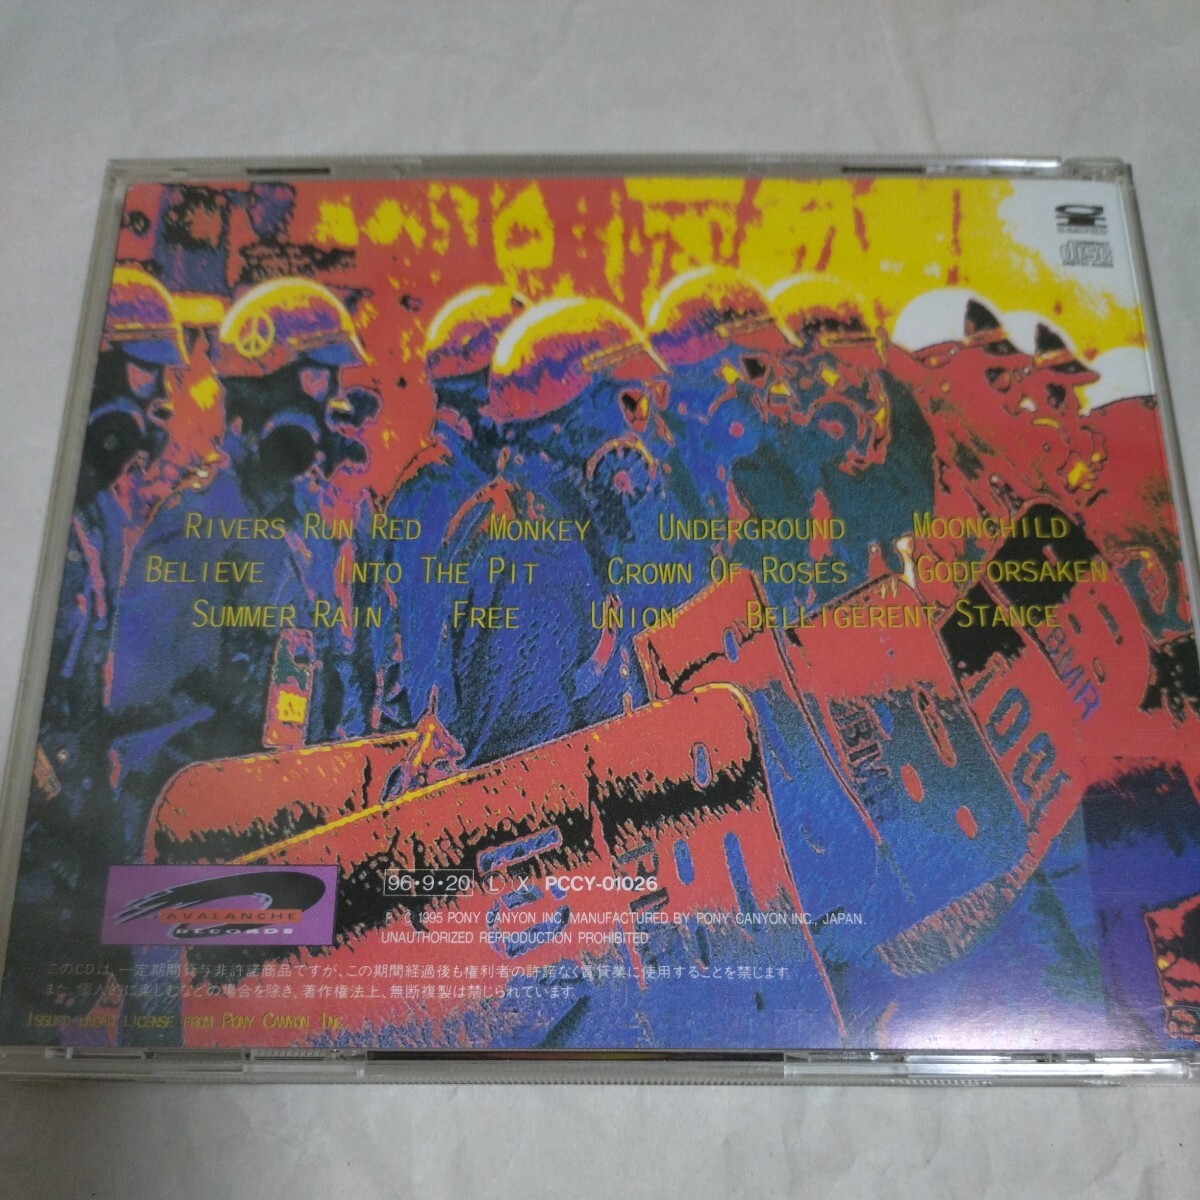 Rivers Run Red Monkey Underground Moonchild
Believe Into The Pit Crown Of Roses Godforsaken
Summer Rain Free Union Belligerent Stance
BMR
BMR
AVALANCHE
RECORDS
96・9・20 Ⓛ Ⓧ PCCY-01026
Ⓟ Ⓒ 1995 PONY CANYON INC. MANUFACTURED BY PONY CANYON INC., JAPAN.
UNAUTHORIZED REPRODUCTION PROHIBITED.
このCDは、一定期間貸与非許諾商品ですが、この期間経過後も権利者の許諾なく賃貸業に使用することを禁じます。
また、個人的に楽しむなどの場合を除き、著作権法上、無断複製は禁じられています。
Issued under license from Pony Canyon Inc.